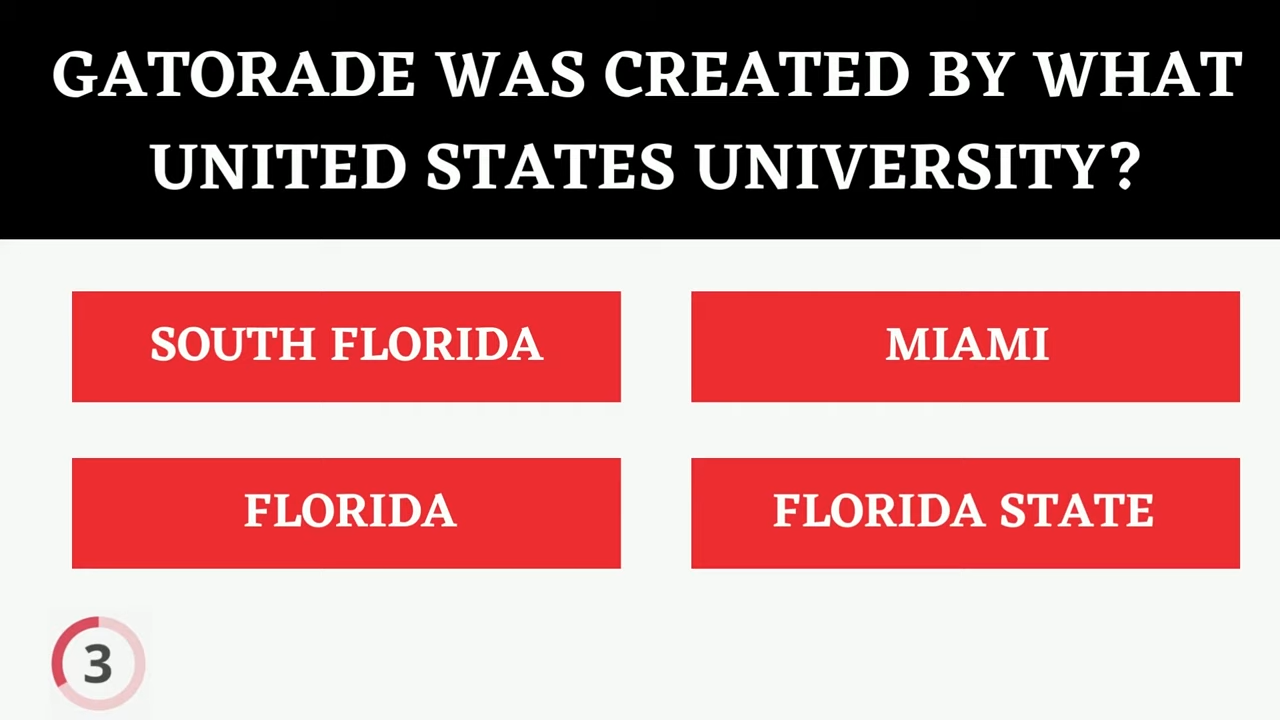 GATORADE WAS CREATED BY WHAT
UNITED STATES UNIVERSITY?
SOUTH FLORIDA
MIAMI
FLORIDA
FLORIDA STATE
3